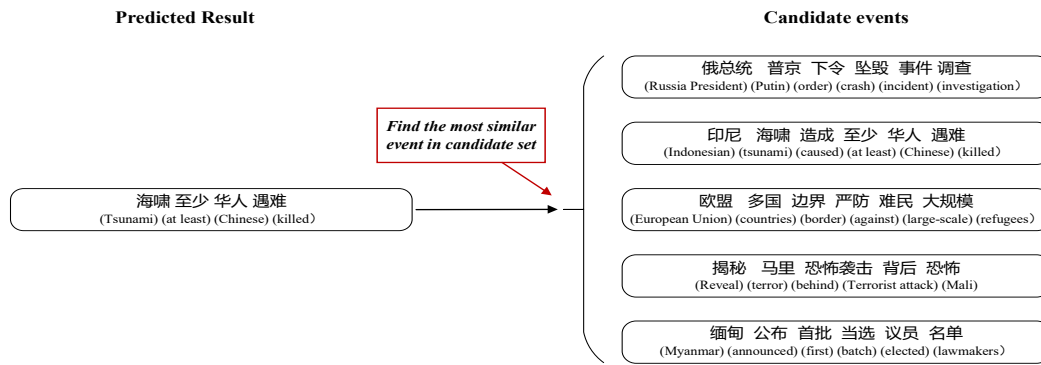 Predicted Result
Candidate events
俄总统 普京 下令 坠毁 事件 调查
(Russia President) (Putin) (order) (crash) (incident) (investigation）
Find the most similar
event in candidate set
印尼 海啸 造成 至少 华人 遇难
(Indonesian) (tsunami) (caused) (at least) (Chinese) (killed）
海啸 至少 华人 遇难
(Tsunami) (at least) (Chinese) (killed）
欧盟 多国 边界 严防 难民 大规模
(European Union) (countries) (border) (against) (large-scale) (refugees）
揭秘 马里 恐怖袭击 背后 恐怖
(Reveal) (terror) (behind) (Terrorist attack) (Mali)
缅甸 公布 首批 当选 议员 名单
(Myanmar) (announced) (first) (batch) (elected) (lawmakers）